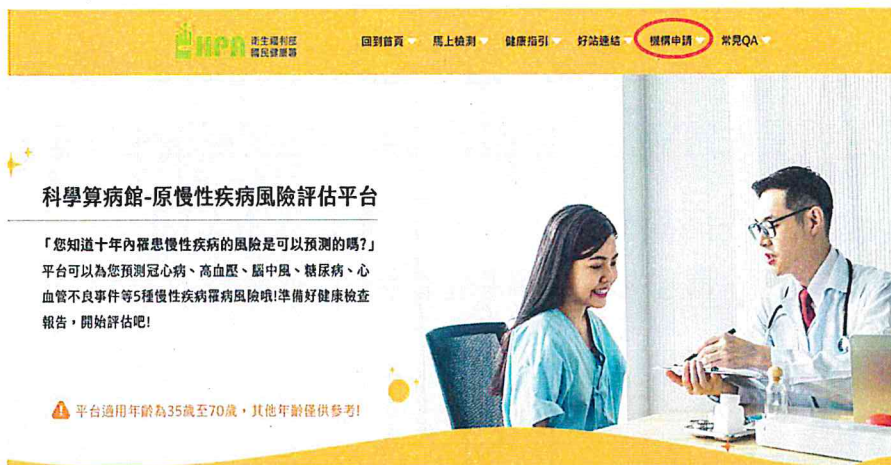 HPA 衛生福利部
國民健康署
回到首頁 馬上檢測 健康指引 好站連結 機構申請 常見QA
科學算病館-原慢性疾病風險評估平台
「您知道十年內罹患慢性疾病的風險是可以預測的嗎?」
平台可以為您預測冠心病、高血壓、腦中風、糖尿病、心
血管不良事件等5種慢性疾病罹病風險哦!準備好健康檢查
報告，開始評估吧!
平台適用年齡為35歲至70歲，其他年齡僅供參考!